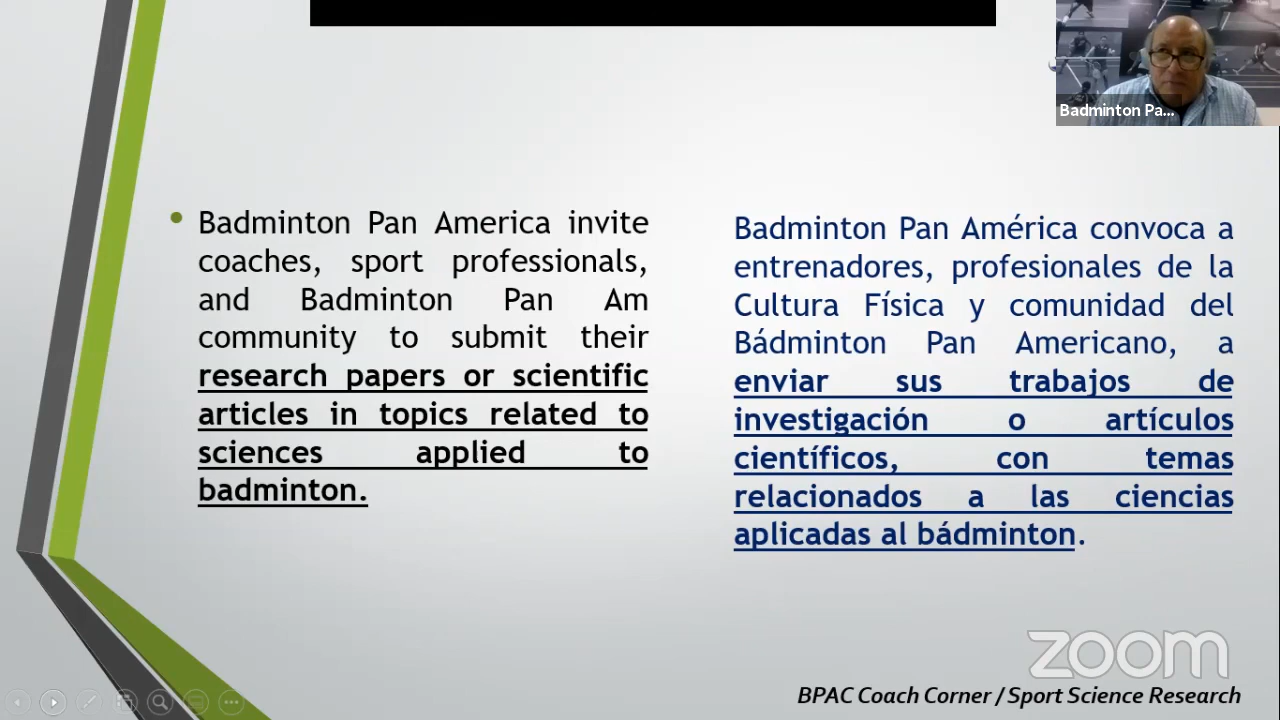 Badminton Pa...
Badminton Pan America invite
coaches, sport professionals,
and Badminton Pan Am
community to submit their
research papers or scientific
articles in topics related to
sciences applied to
badminton.
Badminton Pan América convoca a
entrenadores, profesionales de la
Cultura Física y comunidad del
Bádminton Pan Americano, a
enviar sus trabajos de
investigación o artículos
científicos, con temas
relacionados a las ciencias
aplicadas al bádminton.
zoom
BPAC Coach Corner / Sport Science Research